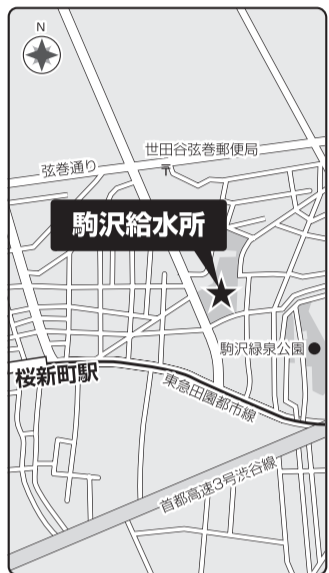 N
世田谷弦巻郵便局
弦巻通り
駒沢給水所
駒沢緑泉公園
桜新町駅
東急田園都市線
首都高速3号渋谷線